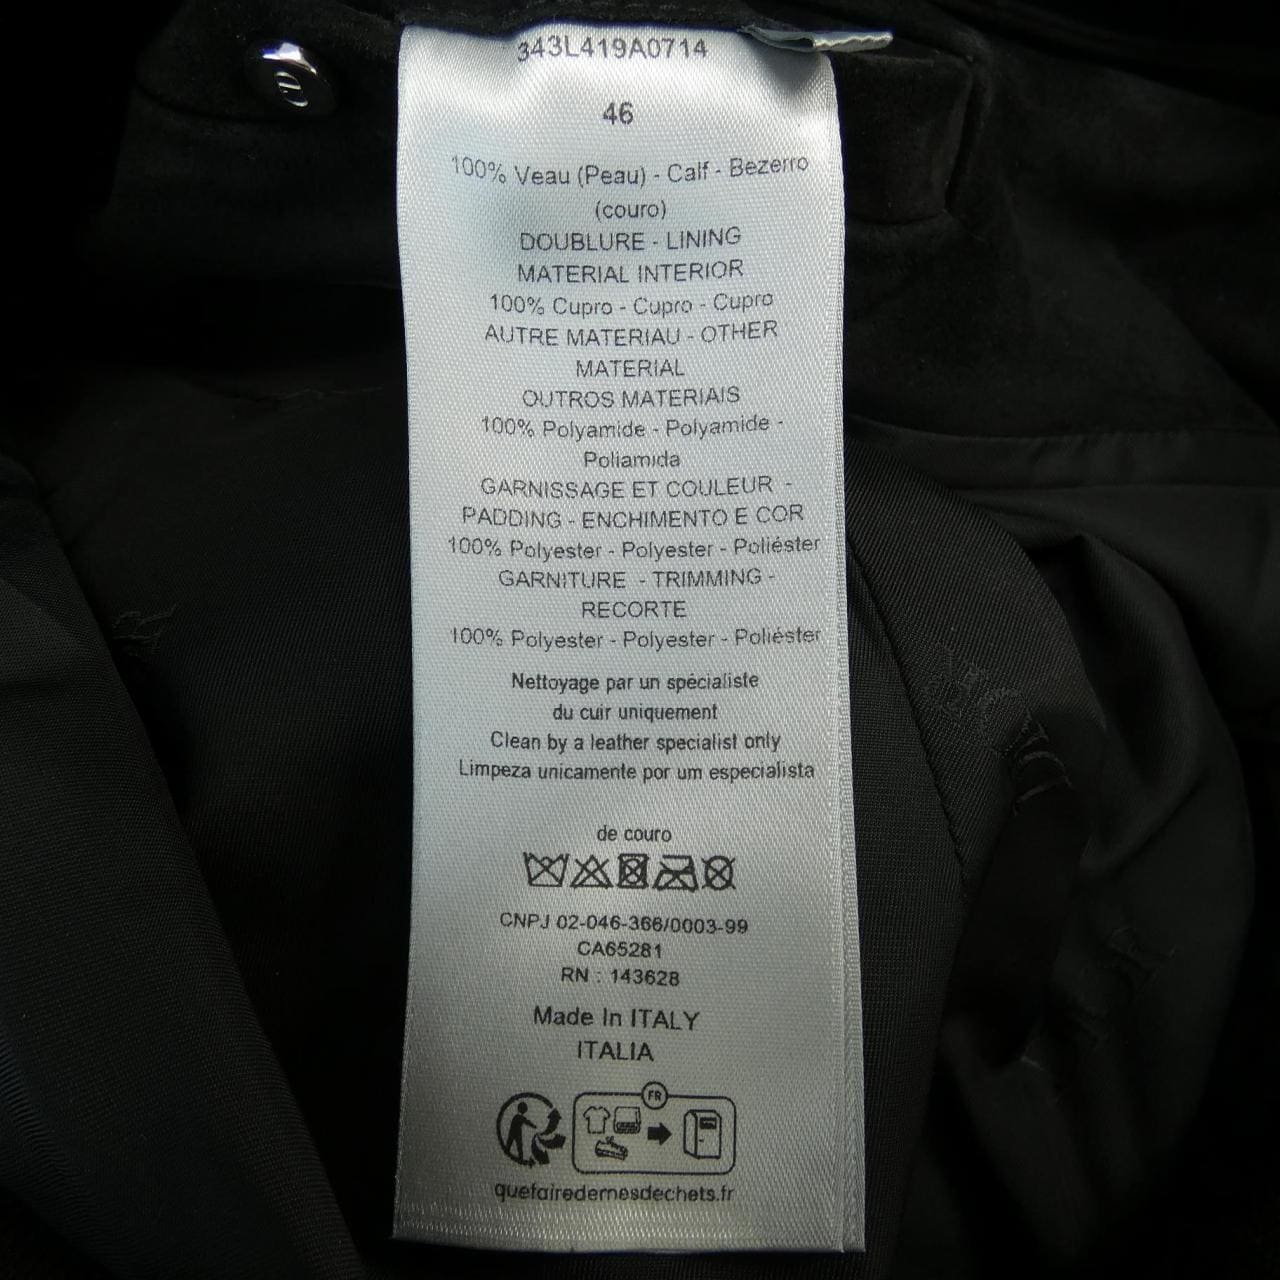 343L419A0714
46
100% Veau (Peau) - Calf - Bezerro
(couro)
DOUBLURE - LINING
MATERIAL INTERIOR
100% Cupro - Cupro - Cupro
AUTRE MATERIAU - OTHER
MATERIAL
OUTROS MATERIAIS
100% Polyamide - Polyamide -
Poliamida
GARNISSAGE ET COULEUR -
PADDING - ENCHIMENTO E COR
100% Polyester - Polyester - Poliéster
GARNITURE - TRIMMING -
RECORTE
100% Polyester - Polyester - Poliéster
Nettoyage par un spécialiste
du cuir uniquement
Clean by a leather specialist only
Limpeza unicamente por um especialista
de couro
CNPJ 02-046-366/0003-99
CA65281
RN : 143628
Made In ITALY
ITALIA
FR
quefairedemesdechets.fr